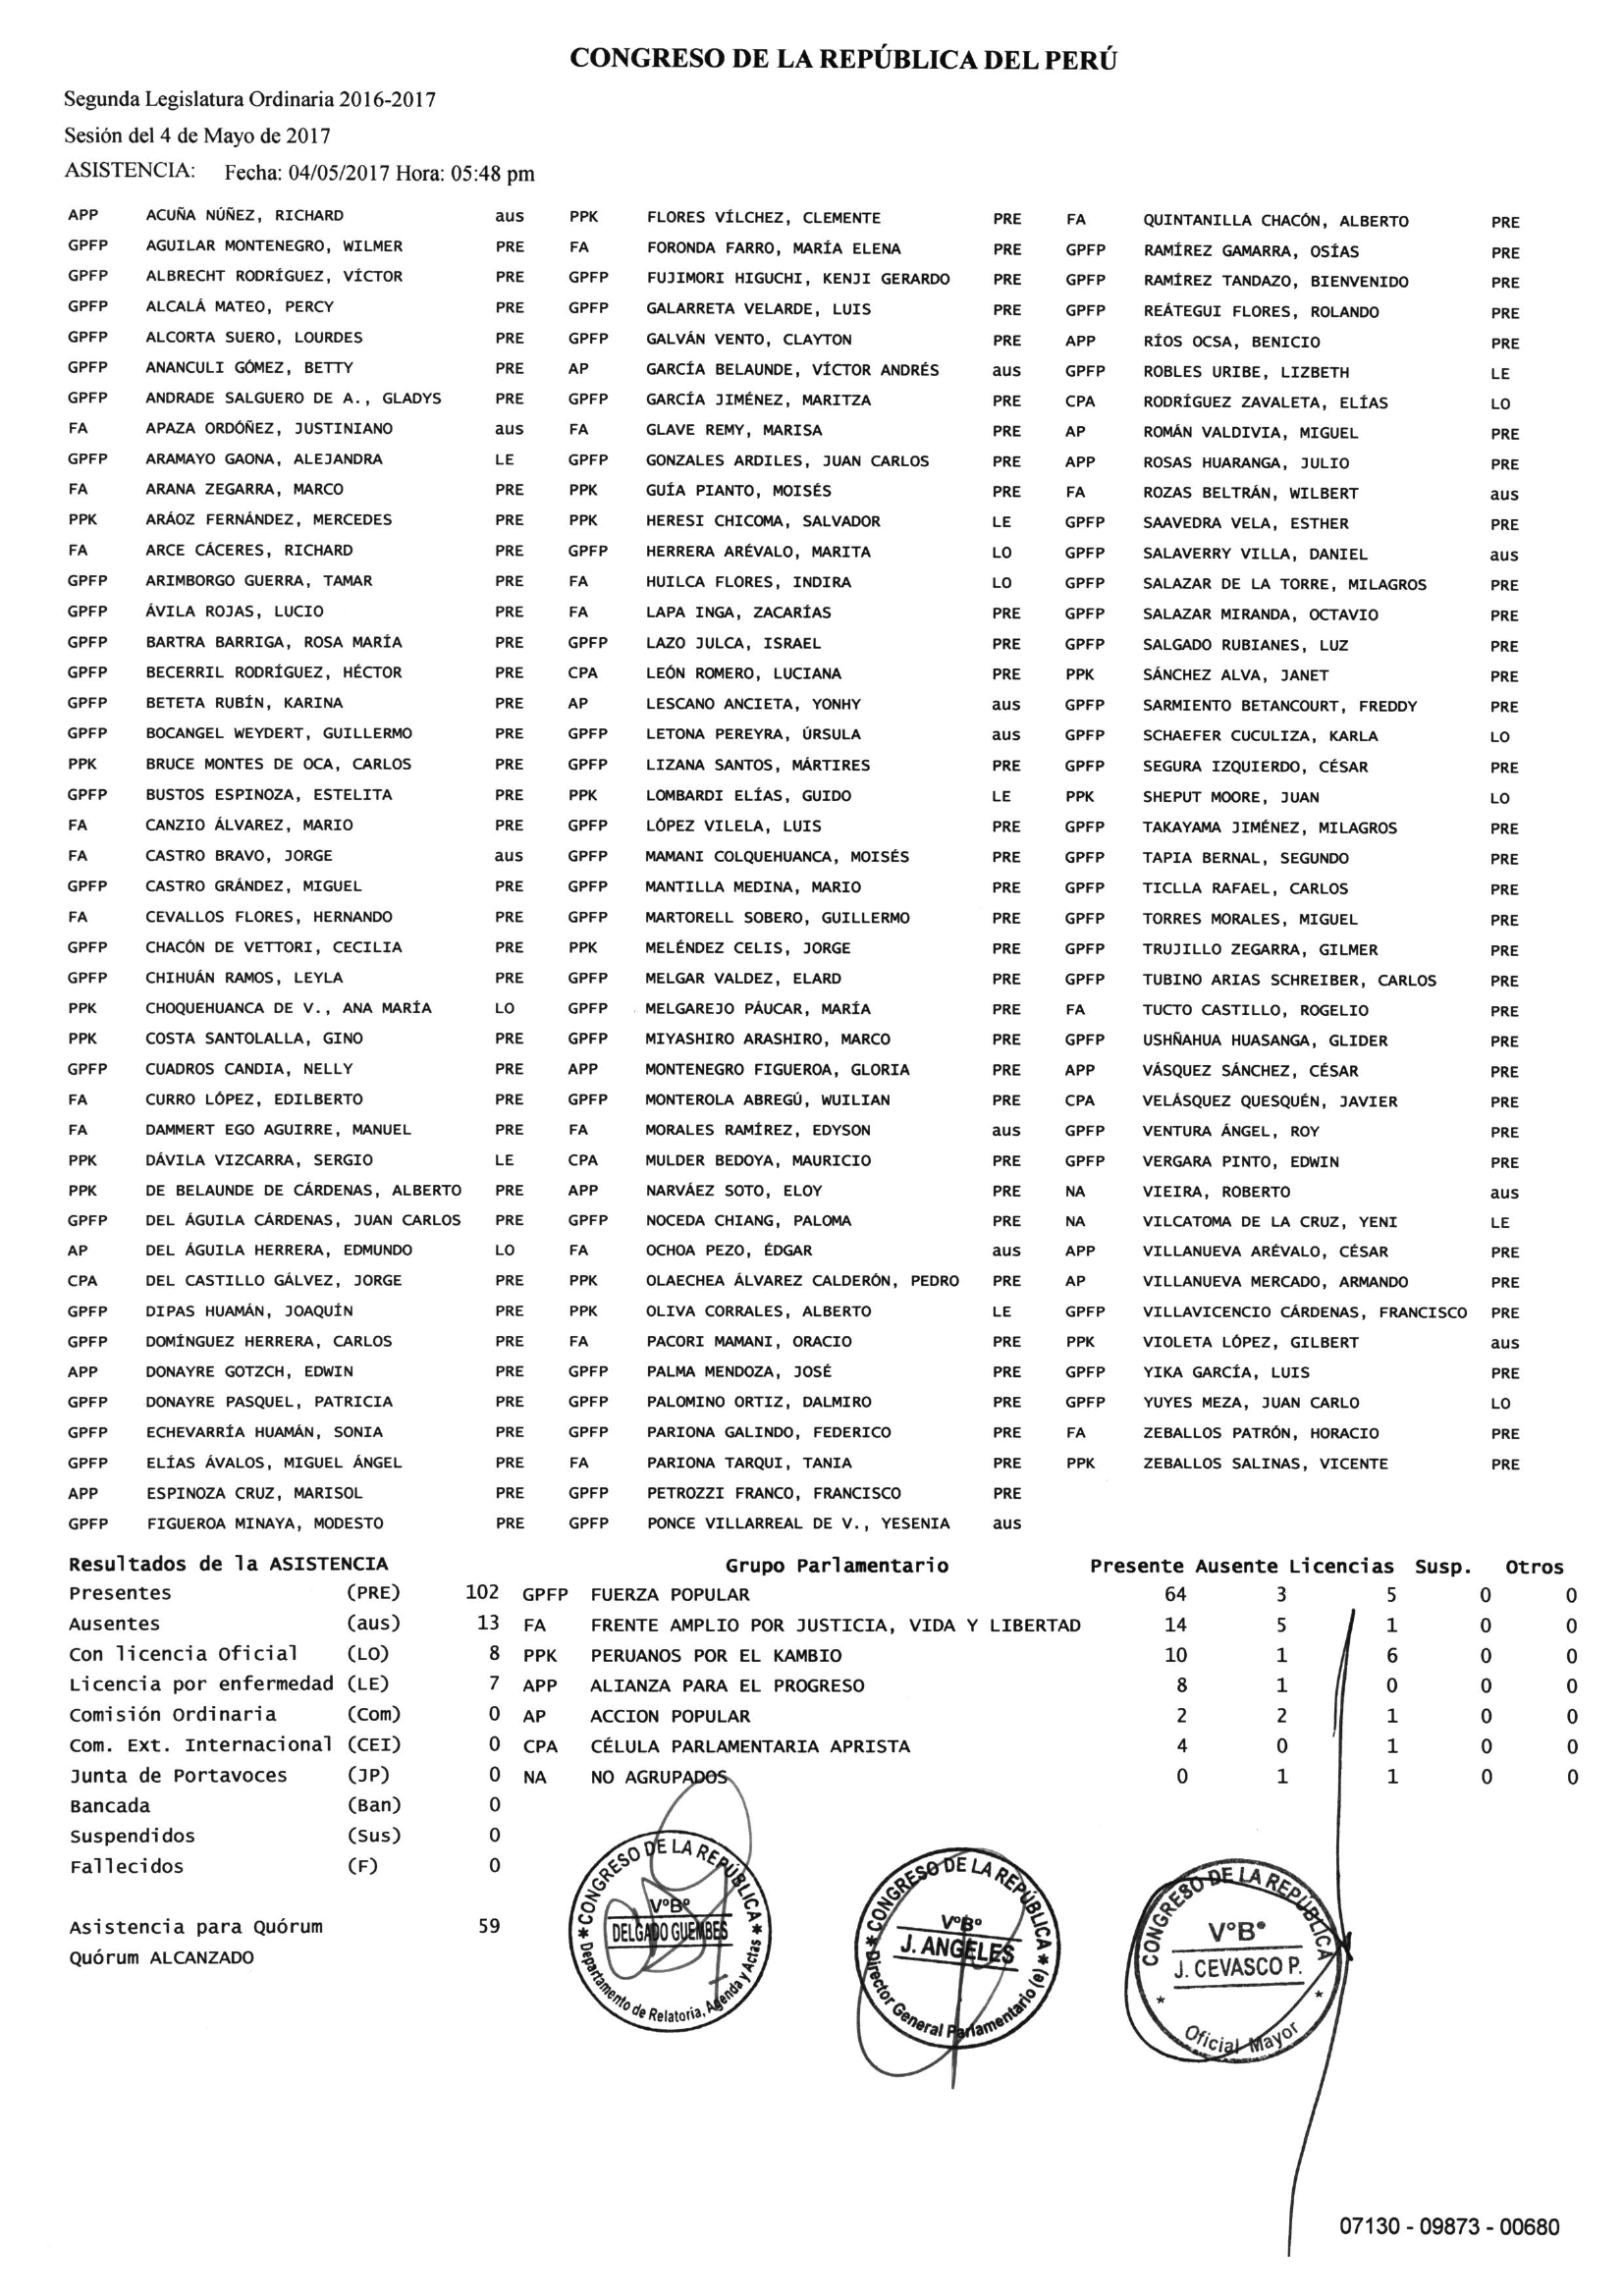 CONGRESO DE LA REPÚBLICA DEL PERÚ
Segunda Legislatura Ordinaria 2016-2017
Sesión del 4 de Mayo de 2017
ASISTENCIA: Fecha: 04/05/2017 Hora: 05:48 pm
APP ACUÑA NÚÑEZ, RICHARD aus PPK FLORES VÍLCHEZ, CLEMENTE PRE FA QUINTANILLA CHACÓN, ALBERTO PRE
GPFP AGUILAR MONTENEGRO, WILMER PRE FA FORONDA FARRO, MARÍA ELENA PRE GPFP RAMÍREZ GAMARRA, OSÍAS PRE
GPFP ALBRECHT RODRÍGUEZ, VÍCTOR PRE GPFP FUJIMORI HIGUCHI, KENJI GERARDO PRE GPFP RAMÍREZ TANDAZO, BIENVENIDO PRE
GPFP ALCALÁ MATEO, PERCY PRE GPFP GALARRETA VELARDE, LUIS PRE GPFP REÁTEGUI FLORES, ROLANDO PRE
GPFP ALCORTA SUERO, LOURDES PRE GPFP GALVÁN VENTO, CLAYTON PRE APP RÍOS OCSA, BENICIO PRE
GPFP ANANCULI GÓMEZ, BETTY PRE AP GARCÍA BELAUNDE, VÍCTOR ANDRÉS aus GPFP ROBLES URIBE, LIZBETH LE
GPFP ANDRADE SALGUERO DE A., GLADYS PRE GPFP GARCÍA JIMÉNEZ, MARITZA PRE CPA RODRÍGUEZ ZAVALETA, ELÍAS LO
FA APAZA ORDÓÑEZ, JUSTINIANO aus FA GLAVE REMY, MARISA PRE AP ROMÁN VALDIVIA, MIGUEL PRE
GPFP ARAMAYO GAONA, ALEJANDRA LE GPFP GONZALES ARDILES, JUAN CARLOS PRE APP ROSAS HUARANGA, JULIO PRE
FA ARANA ZEGARRA, MARCO PRE PPK GUÍA PIANTO, MOISÉS PRE FA ROZAS BELTRÁN, WILBERT aus
PPK ARÁOZ FERNÁNDEZ, MERCEDES PRE PPK HERESI CHICOMA, SALVADOR LE GPFP SAAVEDRA VELA, ESTHER PRE
FA ARCE CÁCERES, RICHARD PRE GPFP HERRERA ARÉVALO, MARITA LO GPFP SALAVERRY VILLA, DANIEL aus
GPFP ARIMBORGO GUERRA, TAMAR PRE FA HUILCA FLORES, INDIRA LO GPFP SALAZAR DE LA TORRE, MILAGROS PRE
GPFP ÁVILA ROJAS, LUCIO PRE FA LAPA INGA, ZACARÍAS PRE GPFP SALAZAR MIRANDA, OCTAVIO PRE
GPFP BARTRA BARRIGA, ROSA MARÍA PRE GPFP LAZO JULCA, ISRAEL PRE GPFP SALGADO RUBIANES, LUZ PRE
GPFP BECERRIL RODRÍGUEZ, HÉCTOR PRE CPA LEÓN ROMERO, LUCIANA PRE PPK SÁNCHEZ ALVA, JANET PRE
GPFP BETETA RUBÍN, KARINA PRE AP LESCANO ANCIETA, YONHY aus GPFP SARMIENTO BETANCOURT, FREDDY PRE
GPFP BOCANGEL WEYDERT, GUILLERMO PRE GPFP LETONA PEREYRA, ÚRSULA aus GPFP SCHAEFER CUCULIZA, KARLA LO
PPK BRUCE MONTES DE OCA, CARLOS PRE GPFP LIZANA SANTOS, MÁRTIRES PRE GPFP SEGURA IZQUIERDO, CÉSAR PRE
GPFP BUSTOS ESPINOZA, ESTELITA PRE PPK LOMBARDI ELÍAS, GUIDO LE PPK SHEPUT MOORE, JUAN LO
FA CANZIO ÁLVAREZ, MARIO PRE GPFP LÓPEZ VILELA, LUIS PRE GPFP TAKAYAMA JIMÉNEZ, MILAGROS PRE
FA CASTRO BRAVO, JORGE aus GPFP MAMANI COLQUEHUANCA, MOISÉS PRE GPFP TAPIA BERNAL, SEGUNDO PRE
GPFP CASTRO GRÁNDEZ, MIGUEL PRE GPFP MANTILLA MEDINA, MARIO PRE GPFP TICLLA RAFAEL, CARLOS PRE
FA CEVALLOS FLORES, HERNANDO PRE GPFP MARTORELL SOBERO, GUILLERMO PRE GPFP TORRES MORALES, MIGUEL PRE
GPFP CHACÓN DE VETTORI, CECILIA PRE PPK MELÉNDEZ CELIS, JORGE PRE GPFP TRUJILLO ZEGARRA, GILMER PRE
GPFP CHIHUÁN RAMOS, LEYLA PRE GPFP MELGAR VALDEZ, ELARD PRE GPFP TUBINO ARIAS SCHREIBER, CARLOS PRE
PPK CHOQUEHUANCA DE V., ANA MARÍA LO GPFP MELGAREJO PÁUCAR, MARÍA PRE FA TUCTO CASTILLO, ROGELIO PRE
PPK COSTA SANTOLALLA, GINO PRE GPFP MIYASHIRO ARASHIRO, MARCO PRE GPFP USHÑAHUA HUASANGA, GLIDER PRE
GPFP CUADROS CANDIA, NELLY PRE APP MONTENEGRO FIGUEROA, GLORIA PRE APP VÁSQUEZ SÁNCHEZ, CÉSAR PRE
FA CURRO LÓPEZ, EDILBERTO PRE GPFP MONTEROLA ABREGÚ, WUILIAN PRE CPA VELÁSQUEZ QUESQUÉN, JAVIER PRE
FA DAMMERT EGO AGUIRRE, MANUEL PRE FA MORALES RAMÍREZ, EDYSON aus GPFP VENTURA ÁNGEL, ROY PRE
PPK DÁVILA VIZCARRA, SERGIO LE CPA MULDER BEDOYA, MAURICIO PRE GPFP VERGARA PINTO, EDWIN PRE
PPK DE BELAUNDE DE CÁRDENAS, ALBERTO PRE APP NARVÁEZ SOTO, ELOY PRE NA VIEIRA, ROBERTO aus
GPFP DEL ÁGUILA CÁRDENAS, JUAN CARLOS PRE GPFP NOCEDA CHIANG, PALOMA PRE NA VILCATOMA DE LA CRUZ, YENI LE
AP DEL ÁGUILA HERRERA, EDMUNDO LO FA OCHOA PEZO, ÉDGAR aus APP VILLANUEVA ARÉVALO, CÉSAR PRE
CPA DEL CASTILLO GÁLVEZ, JORGE PRE PPK OLAECHEA ÁLVAREZ CALDERÓN, PEDRO PRE AP VILLANUEVA MERCADO, ARMANDO PRE
GPFP DIPAS HUAMÁN, JOAQUÍN PRE PPK OLIVA CORRALES, ALBERTO LE GPFP VILLAVICENCIO CÁRDENAS, FRANCISCO PRE
GPFP DOMÍNGUEZ HERRERA, CARLOS PRE FA PACORI MAMANI, ORACIO PRE PPK VIOLETA LÓPEZ, GILBERT aus
APP DONAYRE GOTZCH, EDWIN PRE GPFP PALMA MENDOZA, JOSÉ PRE GPFP YIKA GARCÍA, LUIS PRE
GPFP DONAYRE PASQUEL, PATRICIA PRE GPFP PALOMINO ORTIZ, DALMIRO PRE GPFP YUYES MEZA, JUAN CARLO LO
GPFP ECHEVARRÍA HUAMÁN, SONIA PRE GPFP PARIONA GALINDO, FEDERICO PRE FA ZEBALLOS PATRÓN, HORACIO PRE
GPFP ELÍAS ÁVALOS, MIGUEL ÁNGEL PRE FA PARIONA TARQUI, TANIA PRE PPK ZEBALLOS SALINAS, VICENTE PRE
APP ESPINOZA CRUZ, MARISOL PRE GPFP PETROZZI FRANCO, FRANCISCO PRE
GPFP FIGUEROA MINAYA, MODESTO PRE GPFP PONCE VILLARREAL DE V., YESENIA aus
Resultados de la ASISTENCIA Grupo Parlamentario Presente Ausente Licencias Susp. Otros
Presentes (PRE) 102 GPFP FUERZA POPULAR 64 3 5 0 0
Ausentes (aus) 13 FA FRENTE AMPLIO POR JUSTICIA, VIDA Y LIBERTAD 14 5 1 0 0
Con licencia Oficial (LO) 8 PPK PERUANOS POR EL KAMBIO 10 1 6 0 0
Licencia por enfermedad (LE) 7 APP ALIANZA PARA EL PROGRESO 8 1 0 0 0
Comisión Ordinaria (Com) 0 AP ACCION POPULAR 2 2 1 0 0
Com. Ext. Internacional (CEI) 0 CPA CÉLULA PARLAMENTARIA APRISTA 4 0 1 0 0
Junta de Portavoces (JP) 0 NA NO AGRUPADOS 0 1 1 0 0
Bancada (Ban) 0
Suspendidos (Sus) 0
Fallecidos (F) 0
Asistencia para Quórum 59
Quórum ALCANZADO
CONGRESO DE LA REPÚBLICA
V°B°
DELGADO GUEMBES
Departamento de Relatoría, Agenda y Actas
CONGRESO DE LA REPÚBLICA
V°B°
J. ANGELES
Director General Parlamentario (e)
CONGRESO DE LA REPÚBLICA
V°B°
J. CEVASCO P.
Oficial Mayor
07130 - 09873 - 00680